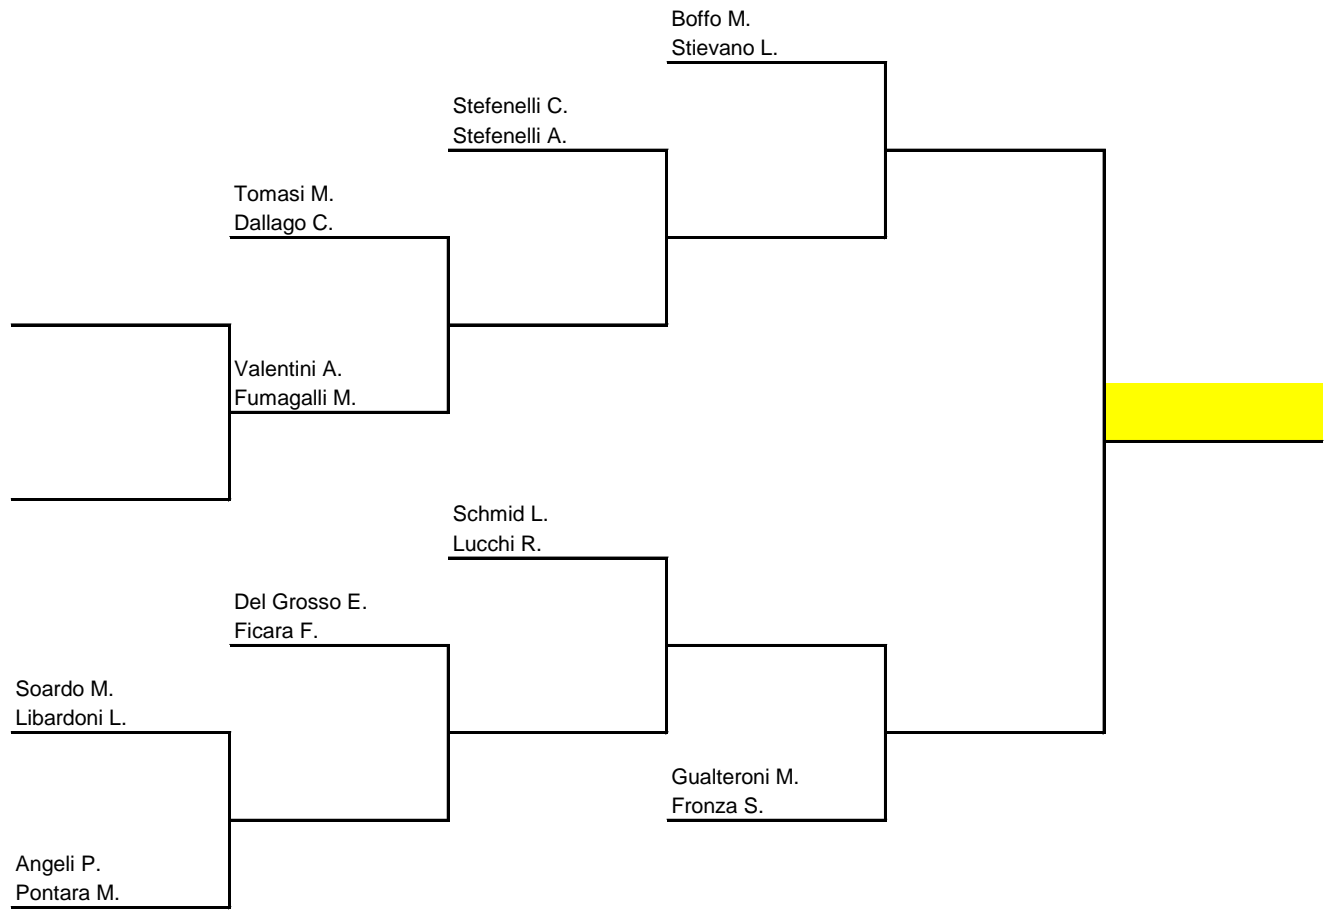 Boffo M.
Stievano L.
Stefenelli C.
Stefenelli A.
Tomasi M.
Dallago C.
Valentini A.
Fumagalli M.
Schmid L.
Lucchi R.
Del Grosso E.
Ficara F.
Soardo M.
Libardoni L.
Gualteroni M.
Fronza S.
Angeli P.
Pontara M.